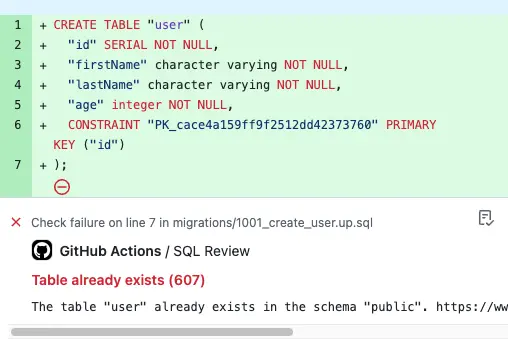 1 + CREATE TABLE "user" (
2 + "id" SERIAL NOT NULL,
3 + "firstName" character varying NOT NULL,
4 + "lastName" character varying NOT NULL,
5 + "age" integer NOT NULL,
6 + CONSTRAINT "PK_cace4a159ff9f2512dd42373760" PRIMARY
KEY ("id")
7 + );
Check failure on line 7 in migrations/1001_create_user.up.sql
GitHub Actions / SQL Review
Table already exists (607)
The table "user" already exists in the schema "public". https://ww